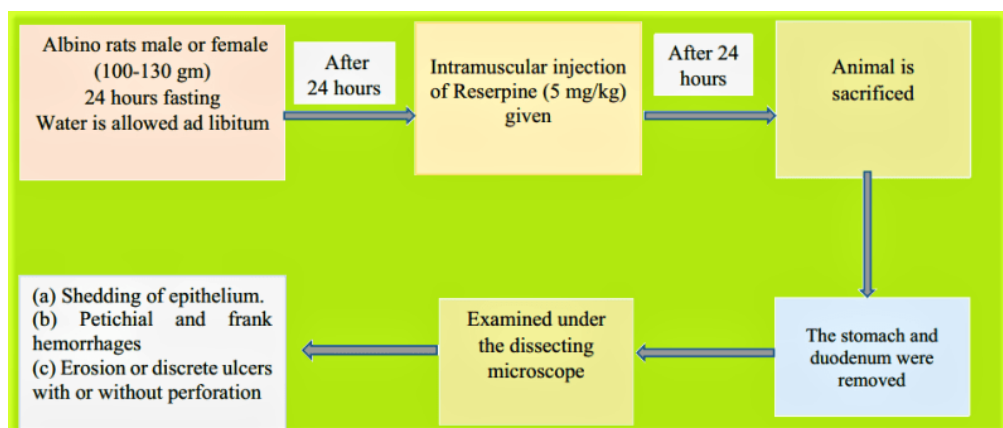 Albino rats male or female
(100-130 gm)
24 hours fasting
Water is allowed ad libitum
After
24 hours
Intramuscular injection
of Reserpine (5 mg/kg)
given
After 24
hours
Animal is
sacrificed
The stomach and
duodenum were
removed
Examined under
the dissecting
microscope
(a) Shedding of epithelium.
(b) Petichial and frank
hemorrhages
(c) Erosion or discrete ulcers
with or without perforation